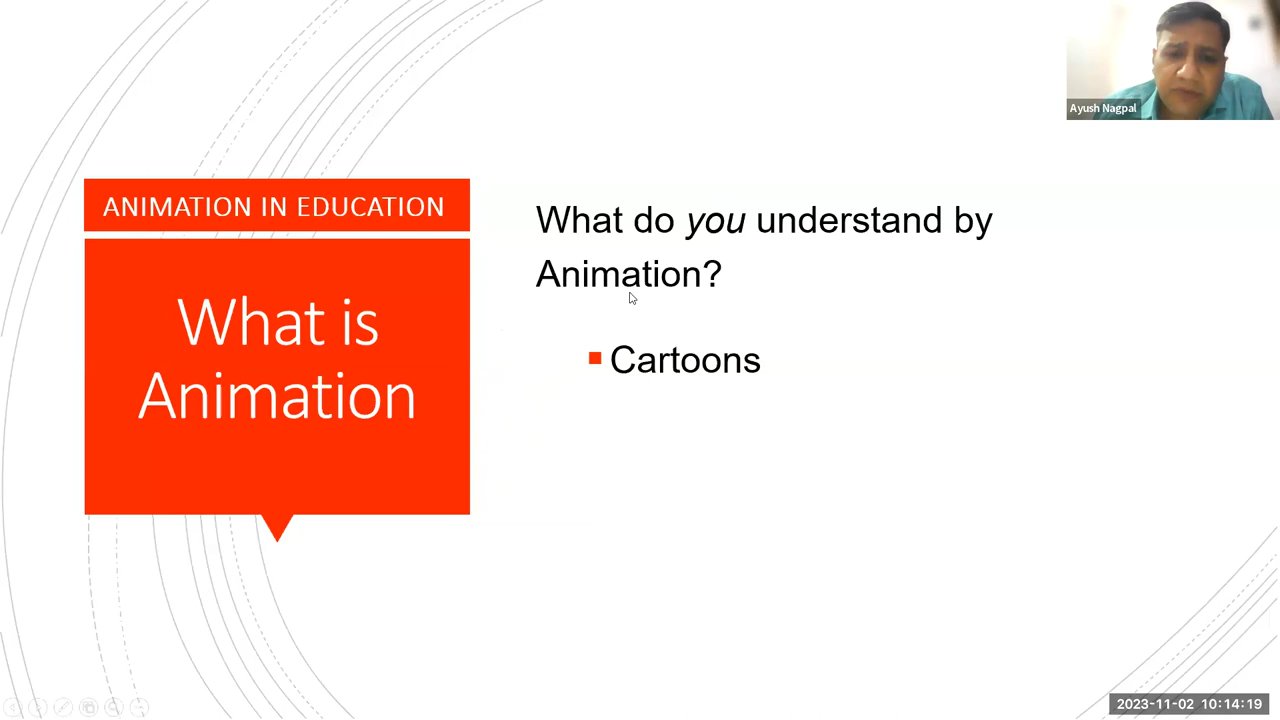 Ayush Nagpal
ANIMATION IN EDUCATION
What is
Animation
What do you understand by
Animation?
Cartoons
2023-11-02 10:14:19